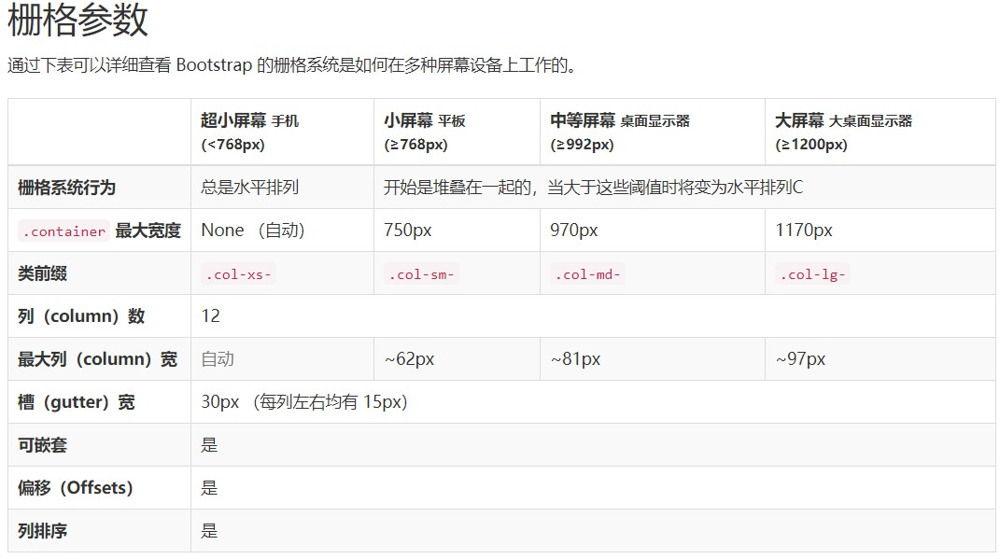 栅格参数
通过下表可以详细查看 Bootstrap 的栅格系统是如何在多种屏幕设备上工作的。
超小屏幕 手机 (<768px)
小屏幕 平板 (≥768px)
中等屏幕 桌面显示器 (≥992px)
大屏幕 大桌面显示器 (≥1200px)
栅格系统行为 总是水平排列 开始是堆叠在一起的，当大于这些阈值时将变为水平排列C
.container 最大宽度 None （自动） 750px 970px 1170px
类前缀 .col-xs- .col-sm- .col-md- .col-lg-
列（column）数 12
最大列（column）宽 自动 ~62px ~81px ~97px
槽（gutter）宽 30px （每列左右均有 15px）
可嵌套 是
偏移（Offsets） 是
列排序 是